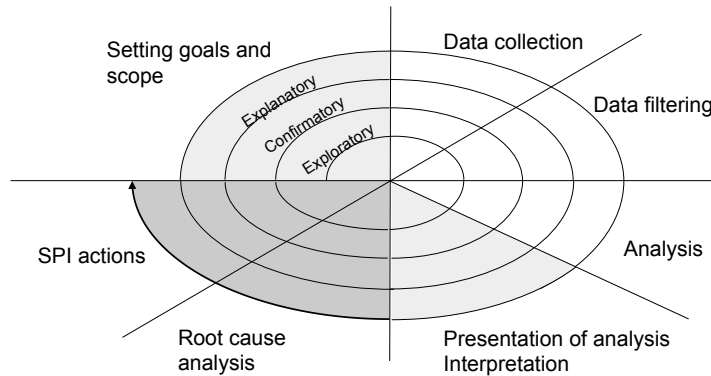 Setting goals and
scope
Data collection
Data filtering
Explanatory
Confirmatory
Exploratory
SPI actions
Analysis
Root cause
analysis
Presentation of analysis
Interpretation